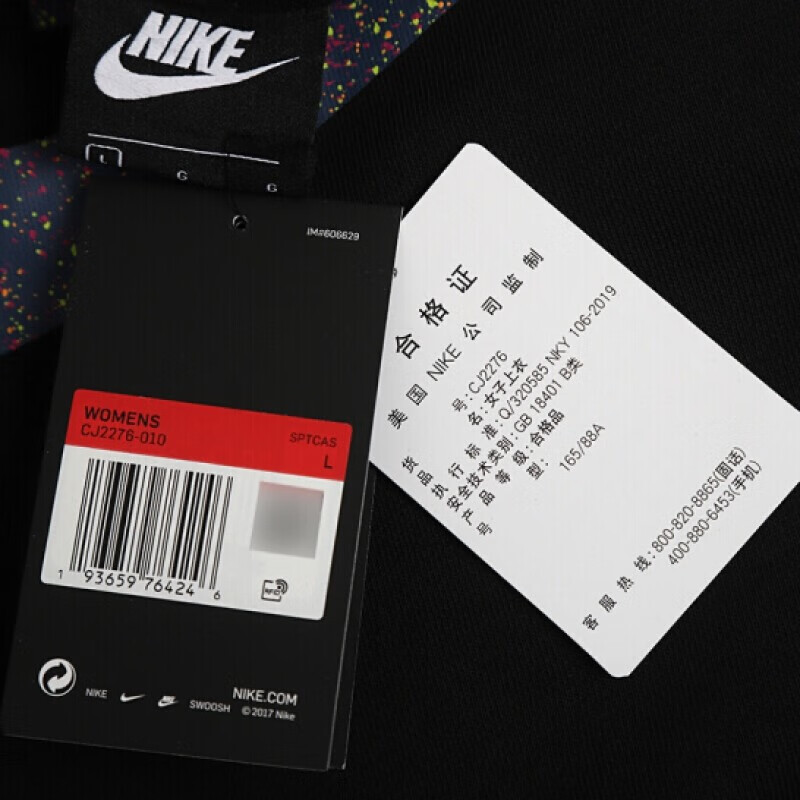 NIKE
L
G
G
IM#606629
WOMENS
CJ2276-010
SPTCAS
L
1 93659 76424 6
RFID
NIKE
SWOOSH
NIKE.COM
© 2017 Nike
合格证
美国 NIKE 公司监制
货号：CJ2276
品名：女子上衣
执行标准：Q/320585 NKY 106-2019
安全技术类别：GB 18401 B类
产品等级：合格品
号型：165/88A
客服热线：800-820-8865(固话)
400-880-6453(手机)